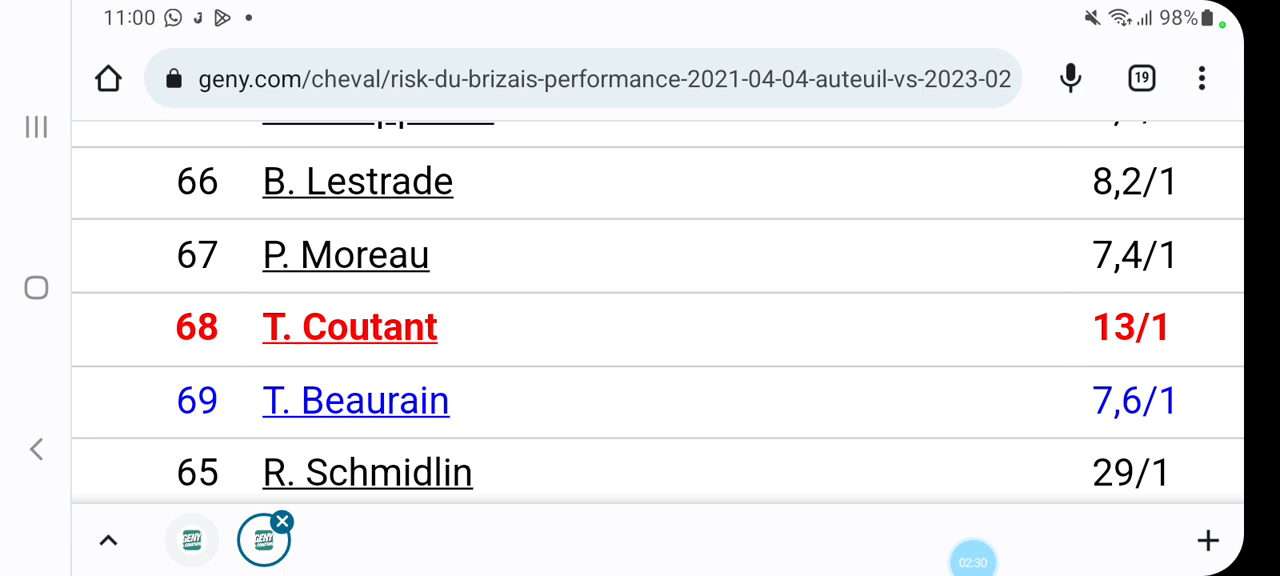 11:00 98%
geny.com/cheval/risk-du-brizais-performance-2021-04-04-auteuil-vs-2023-02 19
66 B. Lestrade 8,2/1
67 P. Moreau 7,4/1
68 T. Coutant 13/1
69 T. Beaurain 7,6/1
65 R. Schmidlin 29/1
GENY GENY
02:30